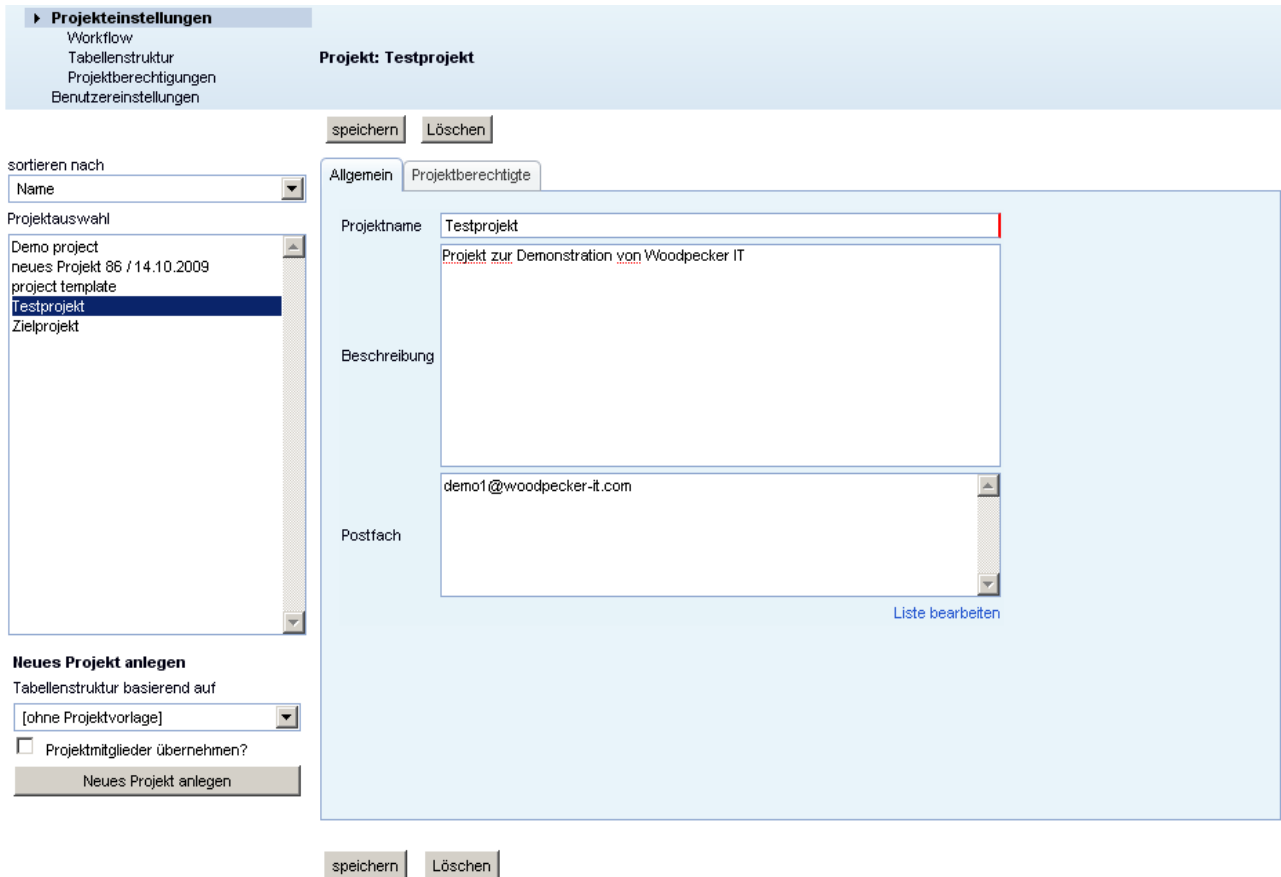 Projekteinstellungen
Workflow
Tabellenstruktur
Projektberechtigungen
Benutzereinstellungen
Projekt: Testprojekt
speichern Löschen
sortieren nach
Name
Projektauswahl
Demo project
neues Projekt 86 / 14.10.2009
project template
Testprojekt
Zielprojekt
Neues Projekt anlegen
Tabellenstruktur basierend auf
[ohne Projektvorlage]
Projektmitglieder übernehmen?
Neues Projekt anlegen
Allgemein Projektberechtigte
Projektname Testprojekt
Beschreibung
Projekt zur Demonstration von Woodpecker IT
Postfach
demo1@woodpecker-it.com
Liste bearbeiten
speichern Löschen